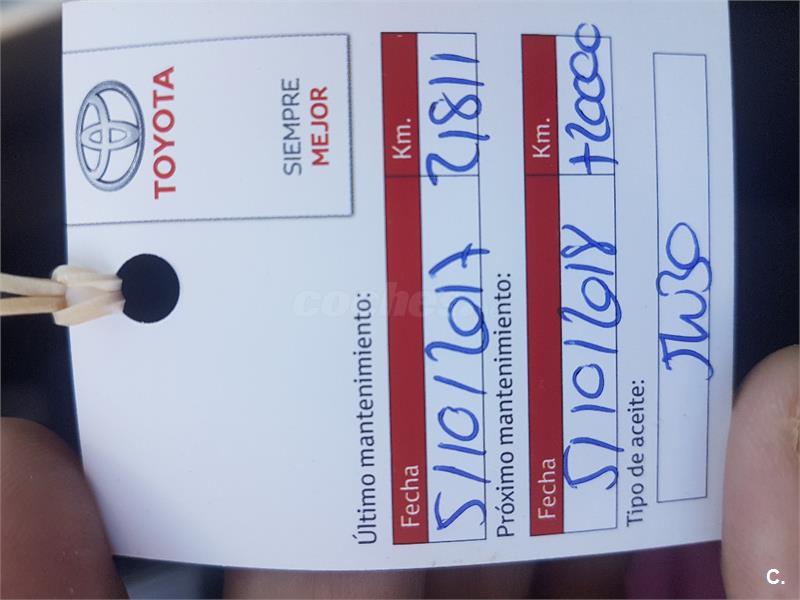 TOYOTA
SIEMPRE
MEJOR
Último mantenimiento:
Fecha Km.
5/10/2017 21811
Próximo mantenimiento:
Fecha Km.
5/10/2018 +20000
Tipo de aceite:
5W30
C.